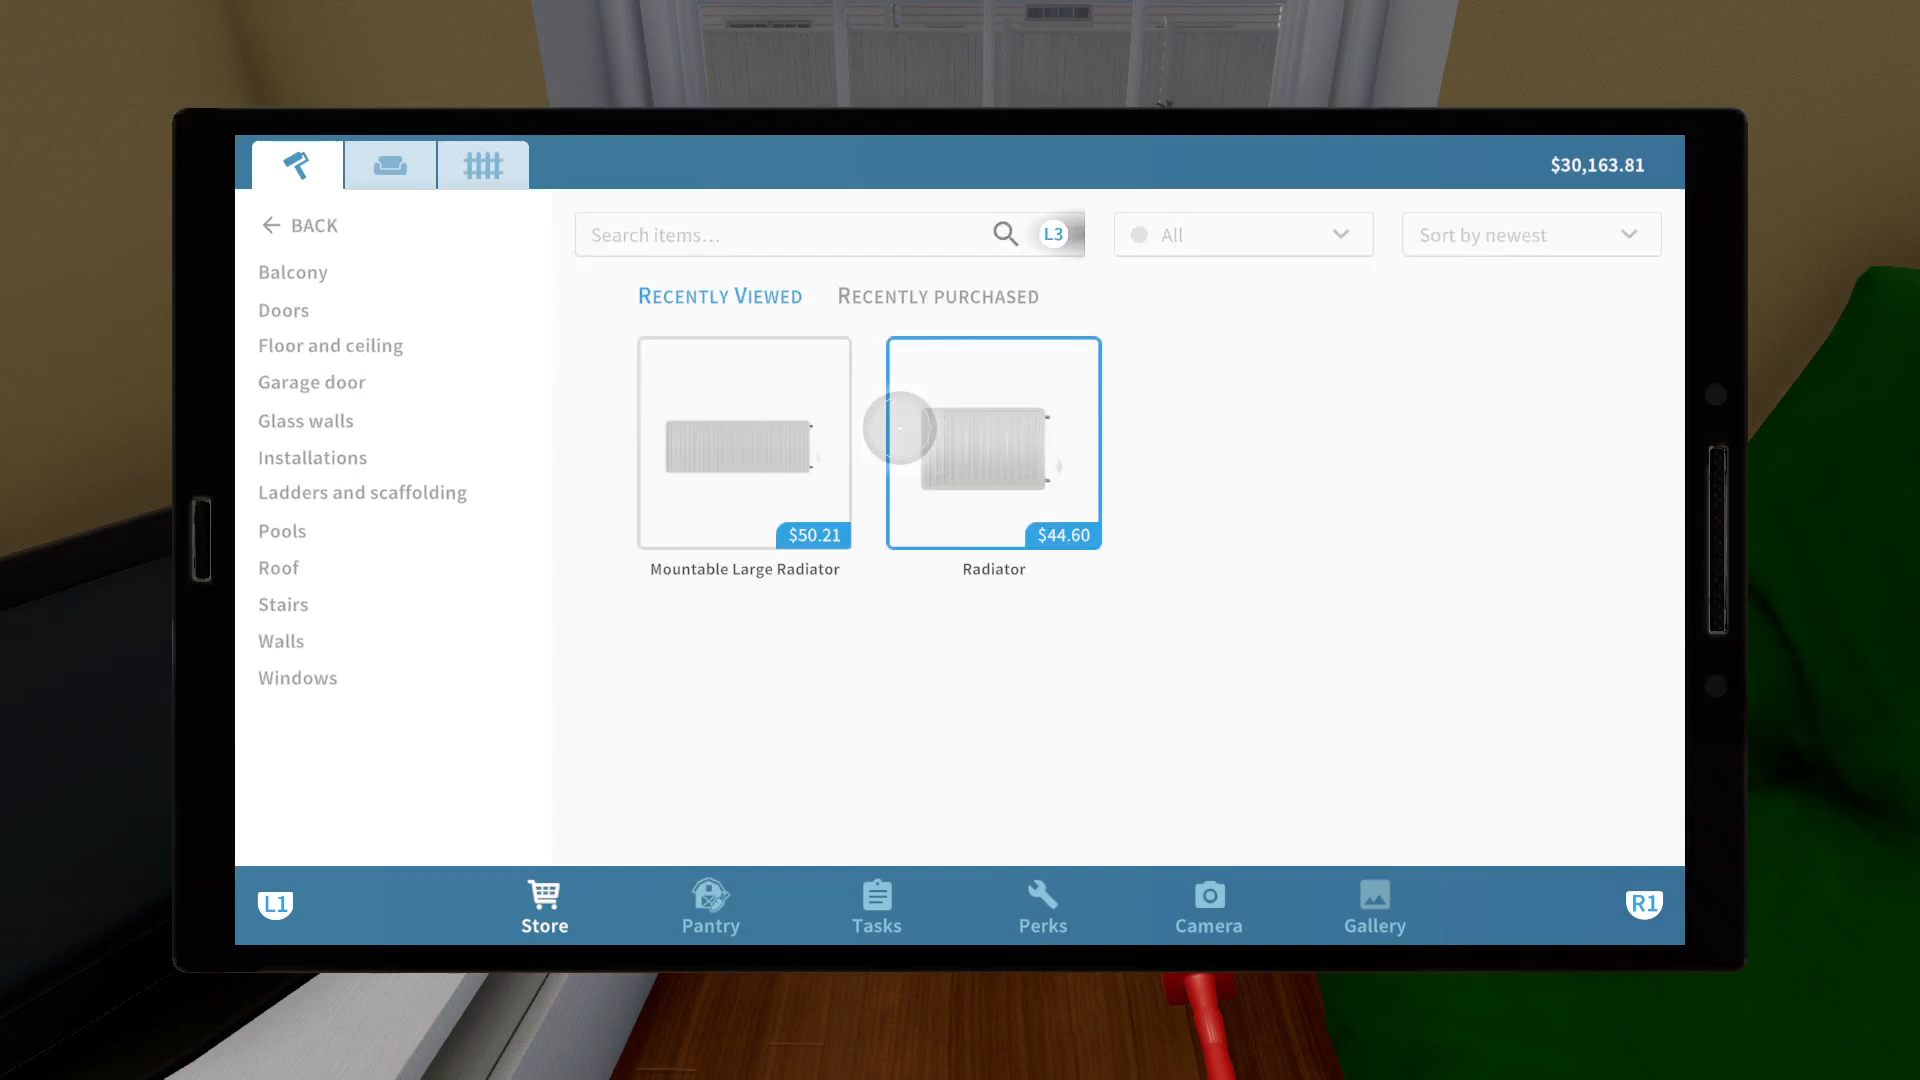 $30,163.81
BACK
Balcony
Doors
Floor and ceiling
Garage door
Glass walls
Installations
Ladders and scaffolding
Pools
Roof
Stairs
Walls
Windows
Search items...
L3
All
Sort by newest
RECENTLY VIEWED
RECENTLY PURCHASED
$50.21
Mountable Large Radiator
$44.60
Radiator
L1
Store
Pantry
Tasks
Perks
Camera
Gallery
R1